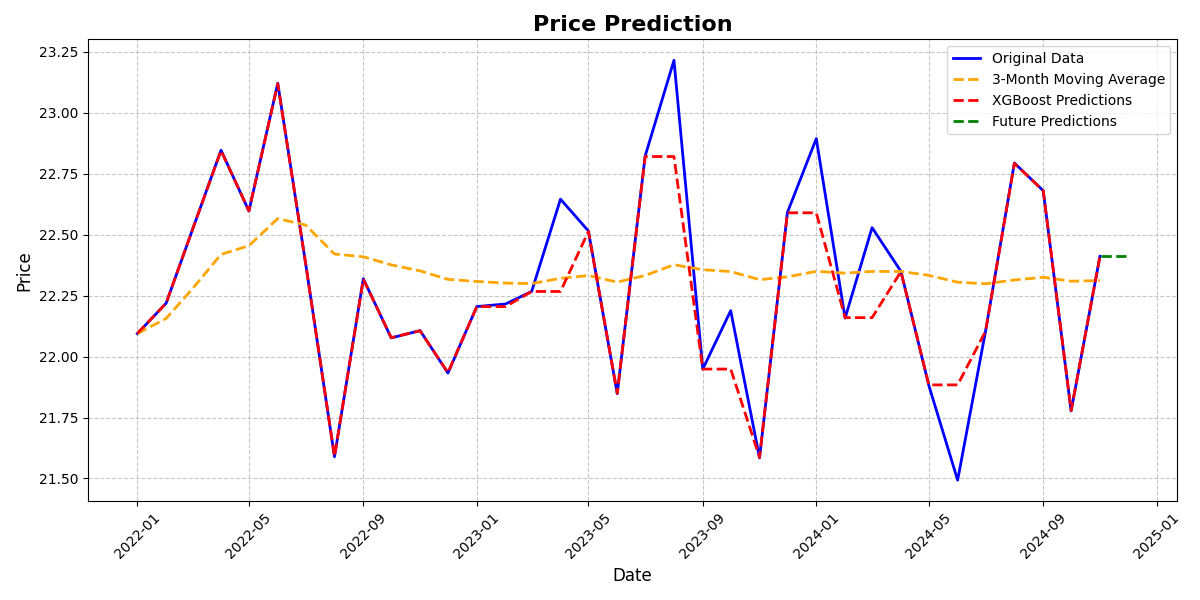 Price Prediction
Price
23.25
23.00
22.75
22.50
22.25
22.00
21.75
21.50
Original Data
3-Month Moving Average
XGBoost Predictions
Future Predictions
2022-01
2022-05
2022-09
2023-01
2023-05
2023-09
2024-01
2024-05
2024-09
2025-01
Date